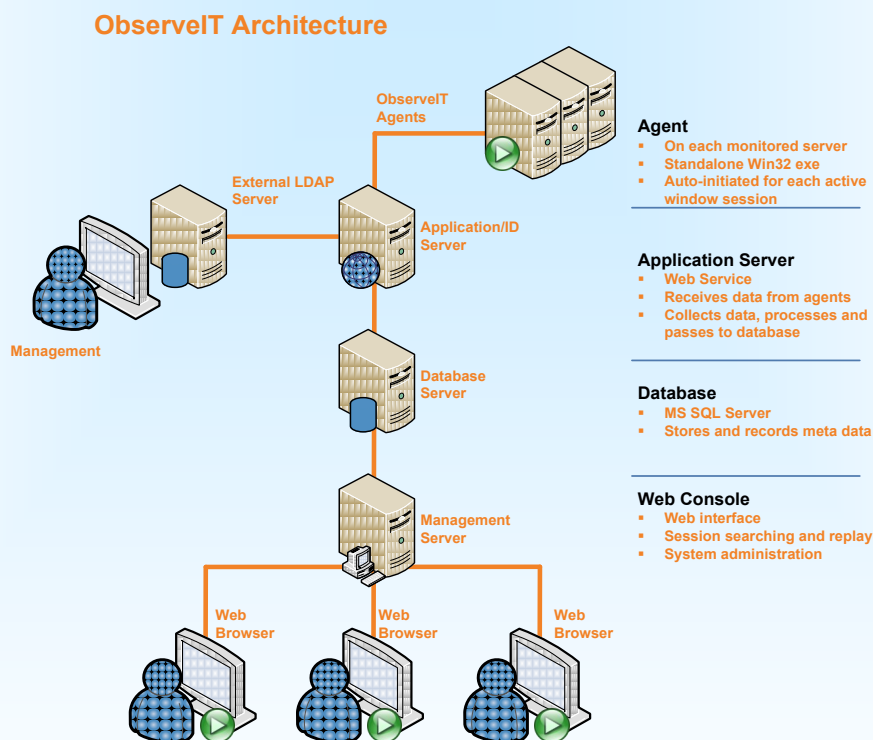 ObserveIT Architecture
ObserveIT
Agents
External LDAP
Server
Application/ID
Server
Management
Database
Server
Management
Server
Web
Browser
Web
Browser
Web
Browser
Agent
▪ On each monitored server
▪ Standalone Win32 exe
▪ Auto-initiated for each active
window session
Application Server
▪ Web Service
▪ Receives data from agents
▪ Collects data, processes and
passes to database
Database
▪ MS SQL Server
▪ Stores and records meta data
Web Console
▪ Web interface
▪ Session searching and replay
▪ System administration